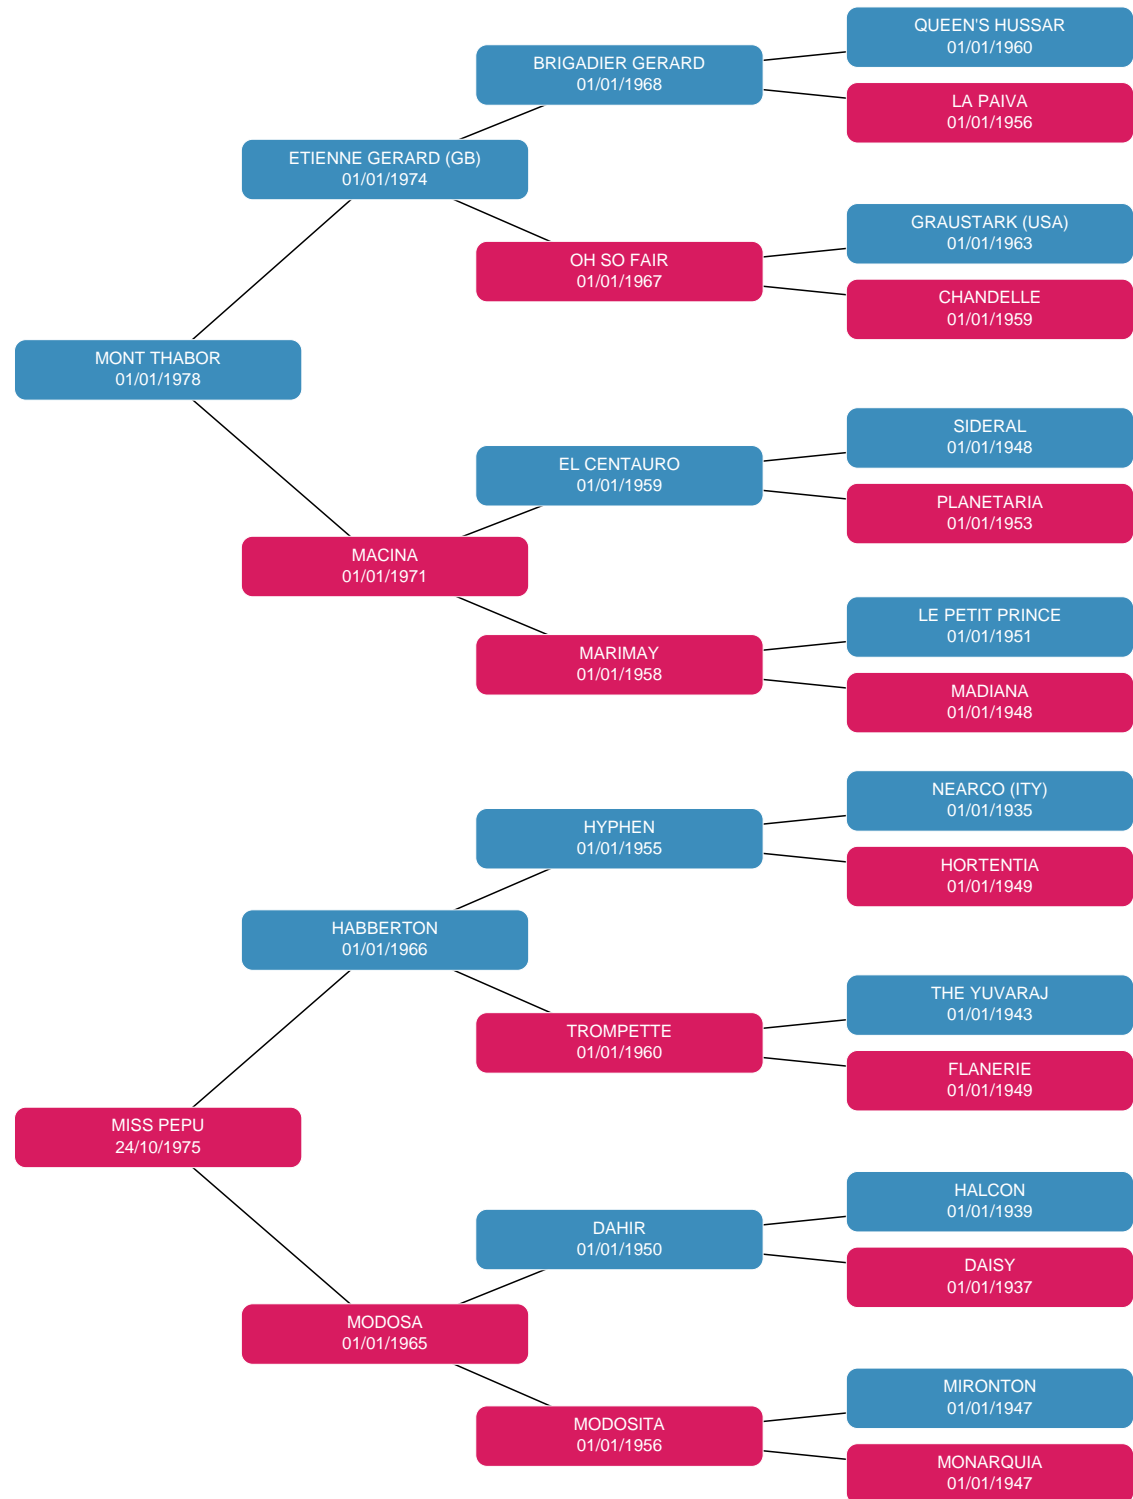 QUEEN'S HUSSAR
01/01/1960
BRIGADIER GERARD
01/01/1968
LA PAIVA
01/01/1956
ETIENNE GERARD (GB)
01/01/1974
GRAUSTARK (USA)
01/01/1963
OH SO FAIR
01/01/1967
CHANDELLE
01/01/1959
MONT THABOR
01/01/1978
SIDERAL
01/01/1948
EL CENTAURO
01/01/1959
PLANETARIA
01/01/1953
MACINA
01/01/1971
LE PETIT PRINCE
01/01/1951
MARIMAY
01/01/1958
MADIANA
01/01/1948
NEARCO (ITY)
01/01/1935
HYPHEN
01/01/1955
HORTENTIA
01/01/1949
HABBERTON
01/01/1966
THE YUVARAJ
01/01/1943
TROMPETTE
01/01/1960
FLANERIE
01/01/1949
MISS PEPU
24/10/1975
HALCON
01/01/1939
DAHIR
01/01/1950
DAISY
01/01/1937
MODOSA
01/01/1965
MIRONTON
01/01/1947
MODOSITA
01/01/1956
MONARQUIA
01/01/1947